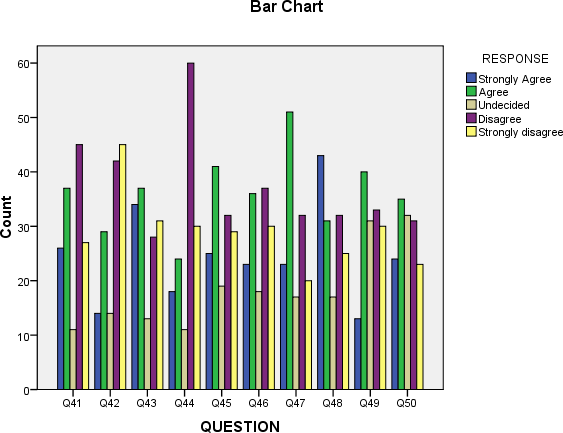 Bar Chart
RESPONSE
Strongly Agree
Agree
Undecided
Disagree
Strongly disagree
Count
60
50
40
30
20
10
0
Q41 Q42 Q43 Q44 Q45 Q46 Q47 Q48 Q49 Q50
QUESTION